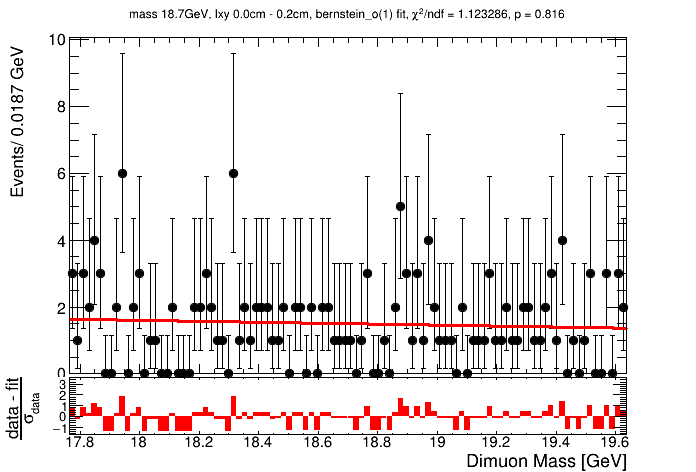 mass 18.7GeV, lxy 0.0cm - 0.2cm, bernstein_o(1) fit, χ²/ndf = 1.123286, p = 0.816
Events/ 0.0187 GeV
10
8
6
4
2
0
data - fit
σdata
3
2
1
0
−1
17.8 18 18.2 18.4 18.6 18.8 19 19.2 19.4 19.6
Dimuon Mass [GeV]